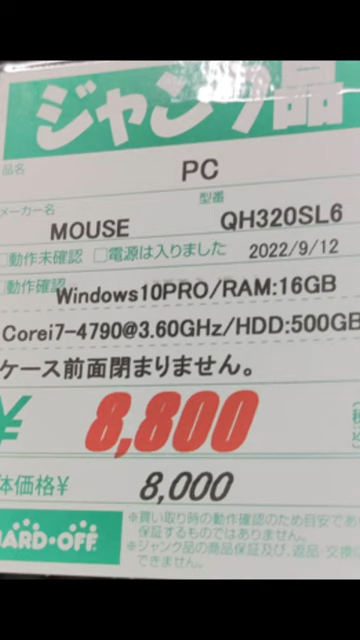 ジャンク品
品名
PC
メーカー名
型番
MOUSE
QH320SL6
□動作未確認 □電源は入りました 2022/9/12
□動作確認
Windows10PRO/RAM:16GB
Corei7-4790@3.60GHz/HDD:500GB
ケース前面閉まりません。
¥ 8,800
体価格¥ 8,000
HARD・OFF
※買い取り時の動作確認のため目安であ
保証するものではありません。
※ジャンク品の商品保証及び、返品・交換
できません。